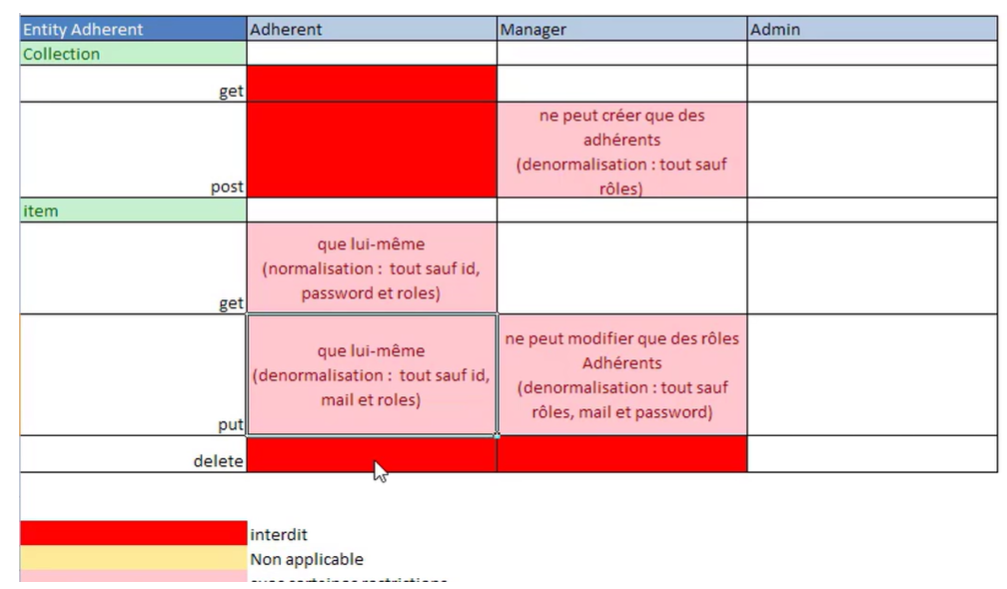 Entity Adherent Adherent Manager Admin
Collection
get
ne peut créer que des
adhérents
(denormalisation : tout sauf
rôles)
post
item
que lui-même
(normalisation : tout sauf id,
password et roles)
get
que lui-même
(denormalisation : tout sauf id,
mail et roles)
ne peut modifier que des rôles
Adhérents
(denormalisation : tout sauf
rôles, mail et password)
put
delete
interdit
Non applicable